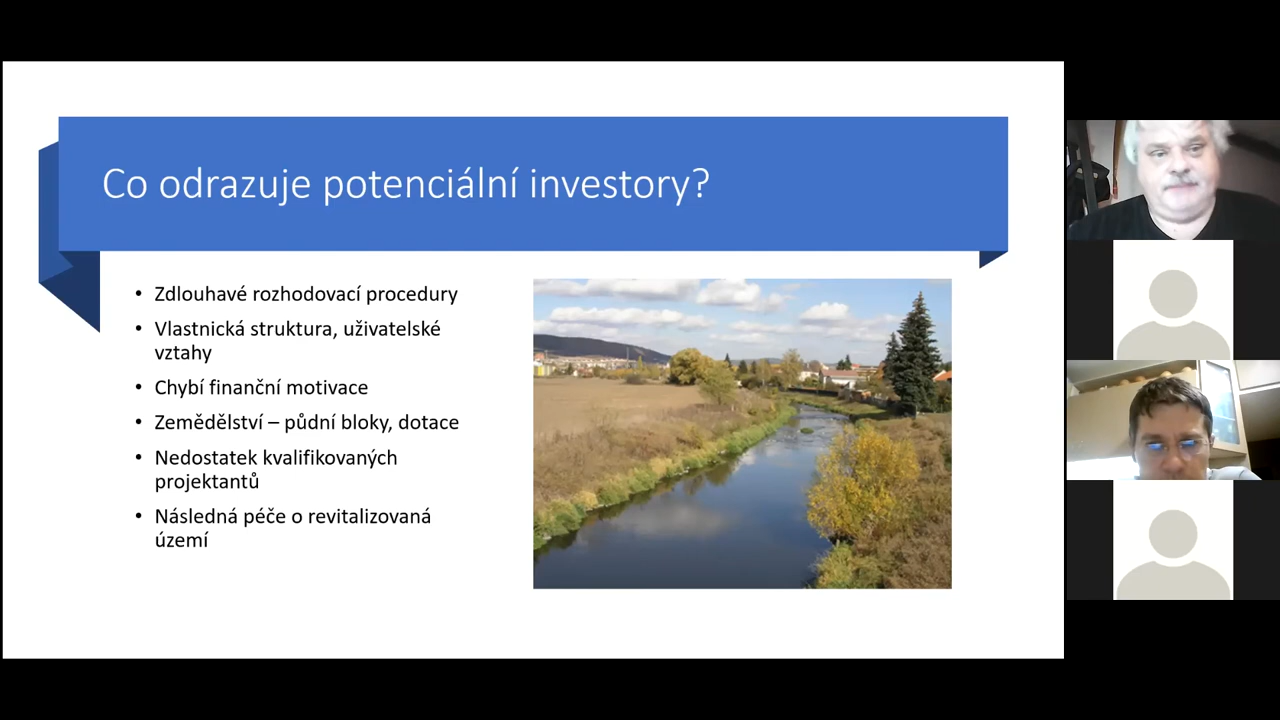 Co odrazuje potenciální investory?
• Zdlouhavé rozhodovací procedury
• Vlastnická struktura, uživatelské
vztahy
• Chybí finanční motivace
• Zemědělství – půdní bloky, dotace
• Nedostatek kvalifikovaných
projektantů
• Následná péče o revitalizovaná
území